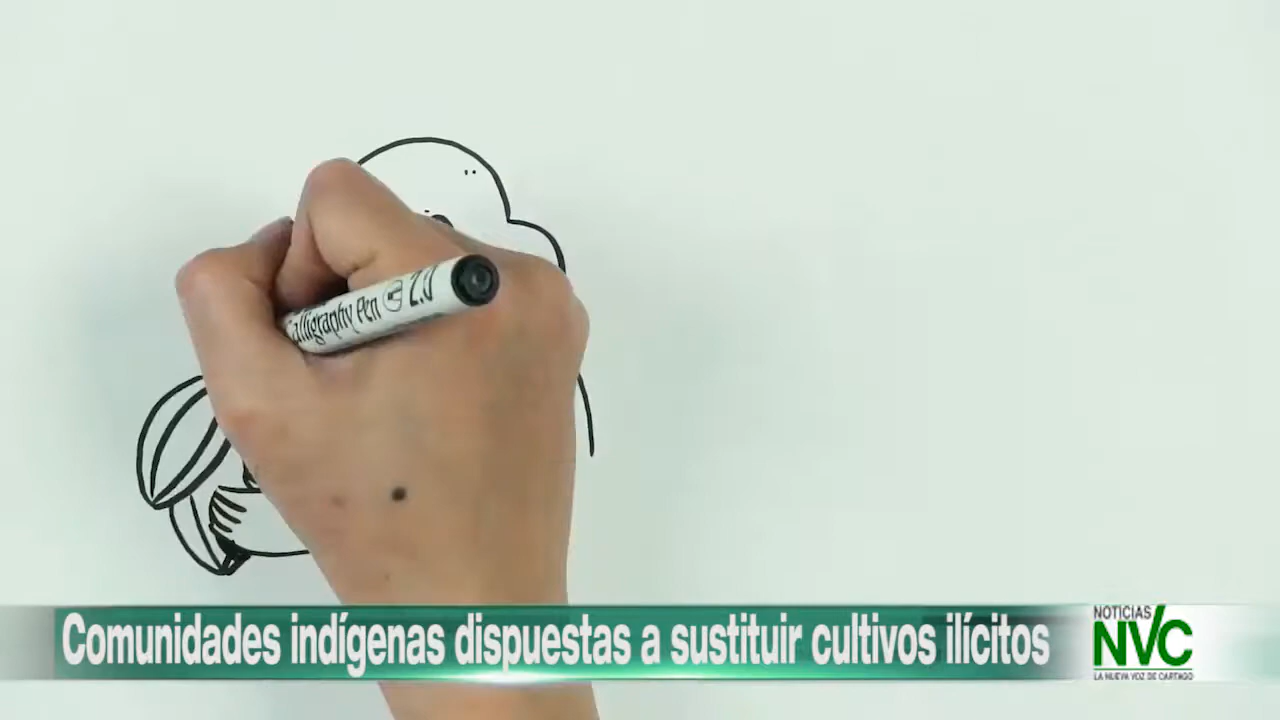 Calligraphy Pen 2.0
Comunidades indígenas dispuestas a sustituir cultivos ilícitos
NOTICIAS
NVC
LA NUEVA VOZ DE CARTAGO